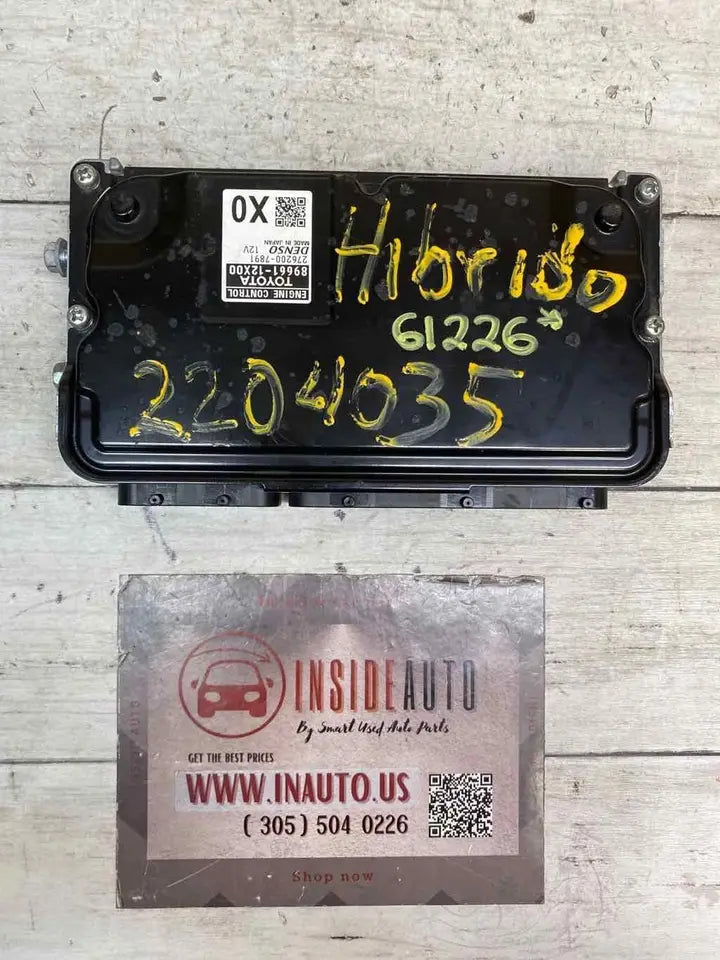 ENGINE CONTROL
TOYOTA
89661-12X00
276200-7891
DENSO 12V
MADE IN JAPAN
XO
Hibrido
61226
2204035
INSIDEAUTO
By Smart Used Auto Parts
GET THE BEST PRICES
WWW.INAUTO.US
(305) 504 0226
Shop now